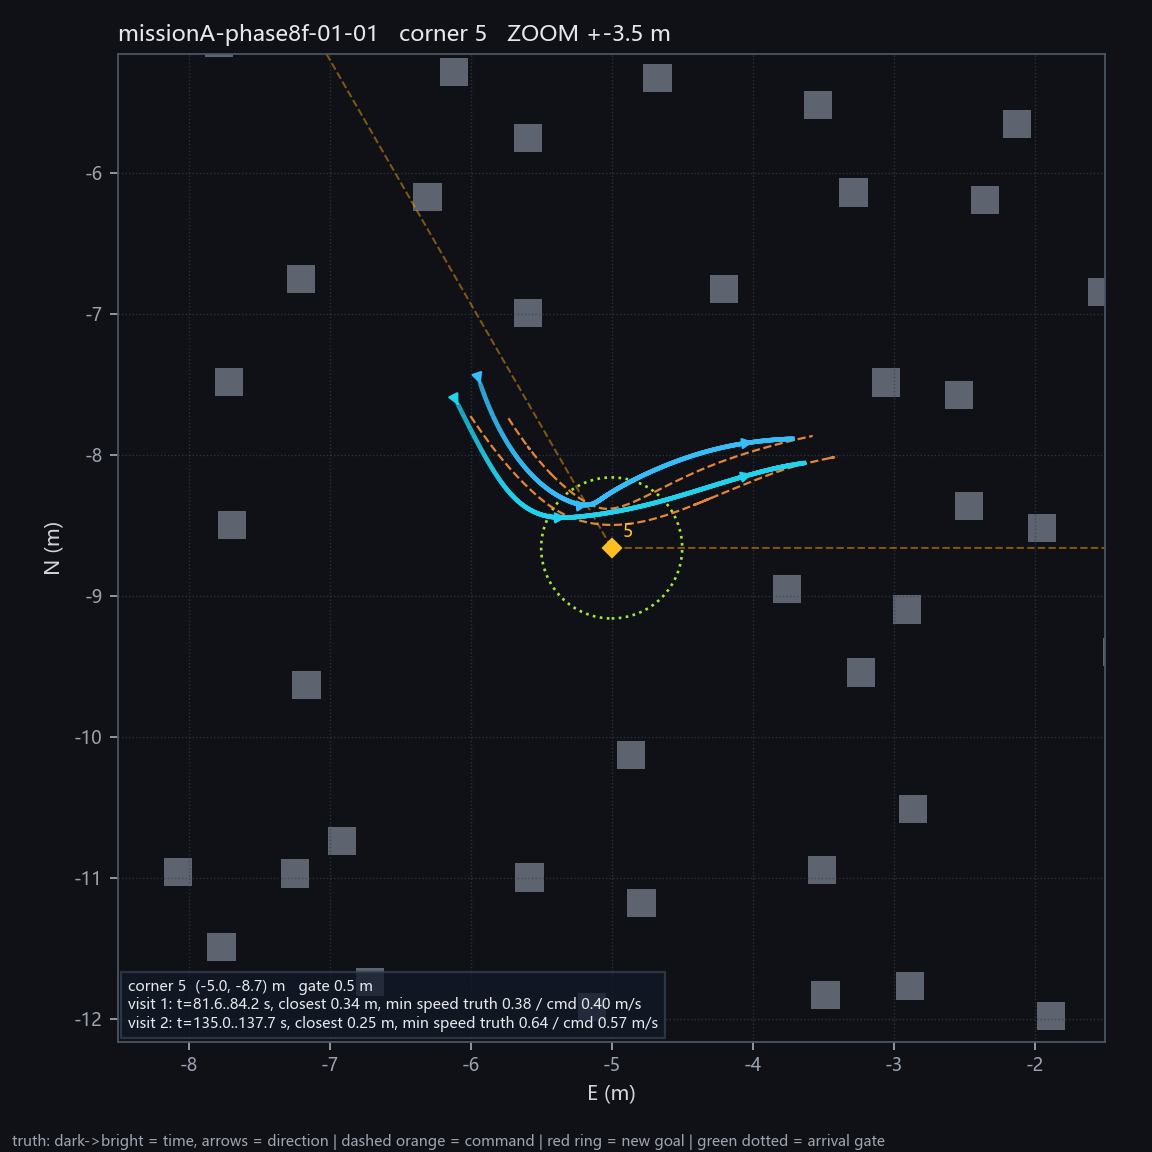 missionA-phase8f-01-01   corner 5   ZOOM +-3.5 m
-6
-7
-8
-9
-10
-11
-12
N (m)
5
corner 5  (-5.0, -8.7) m   gate 0.5 m
visit 1: t=81.6..84.2 s, closest 0.34 m, min speed truth 0.38 / cmd 0.40 m/s
visit 2: t=135.0..137.7 s, closest 0.25 m, min speed truth 0.64 / cmd 0.57 m/s
-8 -7 -6 -5 -4 -3 -2
E (m)
truth: dark->bright = time, arrows = direction | dashed orange = command | red ring = new goal | green dotted = arrival gate